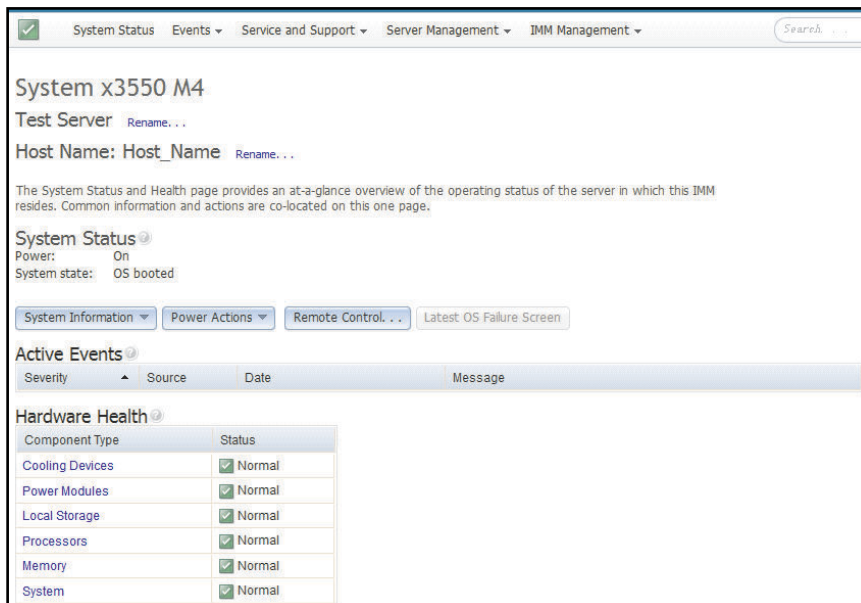 System Status Events Service and Support Server Management IMM Management Search . . .
System x3550 M4
Test Server Rename. . .
Host Name: Host_Name Rename. . .
The System Status and Health page provides an at-a-glance overview of the operating status of the server in which this IMM
resides. Common information and actions are co-located on this one page.
System Status
Power: On
System state: OS booted
System Information Power Actions Remote Control. . . Latest OS Failure Screen
Active Events
Severity Source Date Message
Hardware Health
Component Type Status
Cooling Devices Normal
Power Modules Normal
Local Storage Normal
Processors Normal
Memory Normal
System Normal